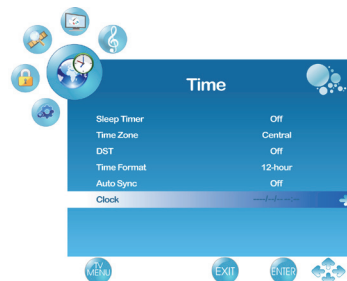 Time
Sleep Timer Off
Time Zone Central
DST Off
Time Format 12-hour
Auto Sync Off
Clock --/--/-- --:--
TV MENU EXIT ENTER